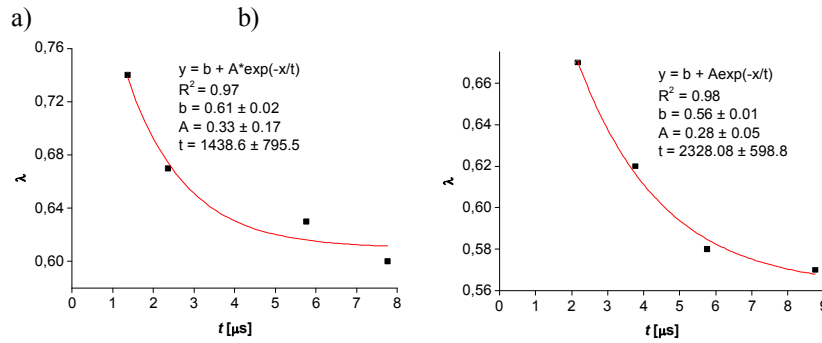 a)
b)
0,76
0,72
0,68
0,64
0,60
λ
y = b + A*exp(-x/t)
R² = 0.97
b = 0.61 ± 0.02
A = 0.33 ± 0.17
t = 1438.6 ± 795.5
0 1 2 3 4 5 6 7 8
t [μs]
0,66
0,64
0,62
0,60
0,58
0,56
λ
y = b + Aexp(-x/t)
R² = 0.98
b = 0.56 ± 0.01
A = 0.28 ± 0.05
t = 2328.08 ± 598.8
0 1 2 3 4 5 6 7 8 9
t [μs]